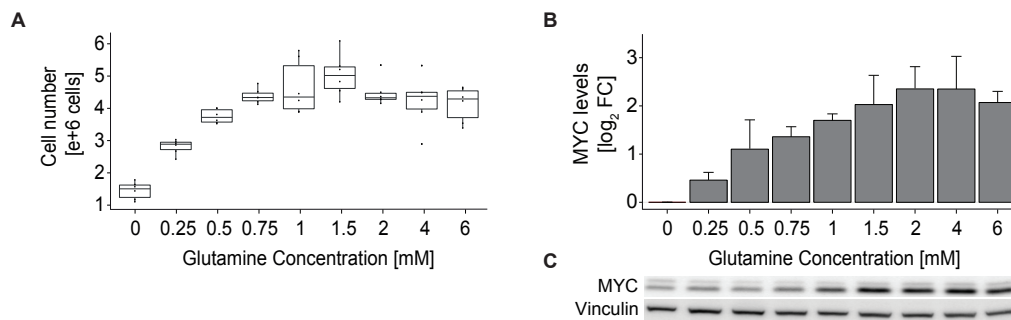 A
Cell number
[e+6 cells]
6
5
4
3
2
1
0 0.25 0.5 0.75 1 1.5 2 4 6
Glutamine Concentration [mM]
B
MYC levels
[log2 FC]
3
2
1
0
0 0.25 0.5 0.75 1 1.5 2 4 6
Glutamine Concentration [mM]
C
MYC
Vinculin